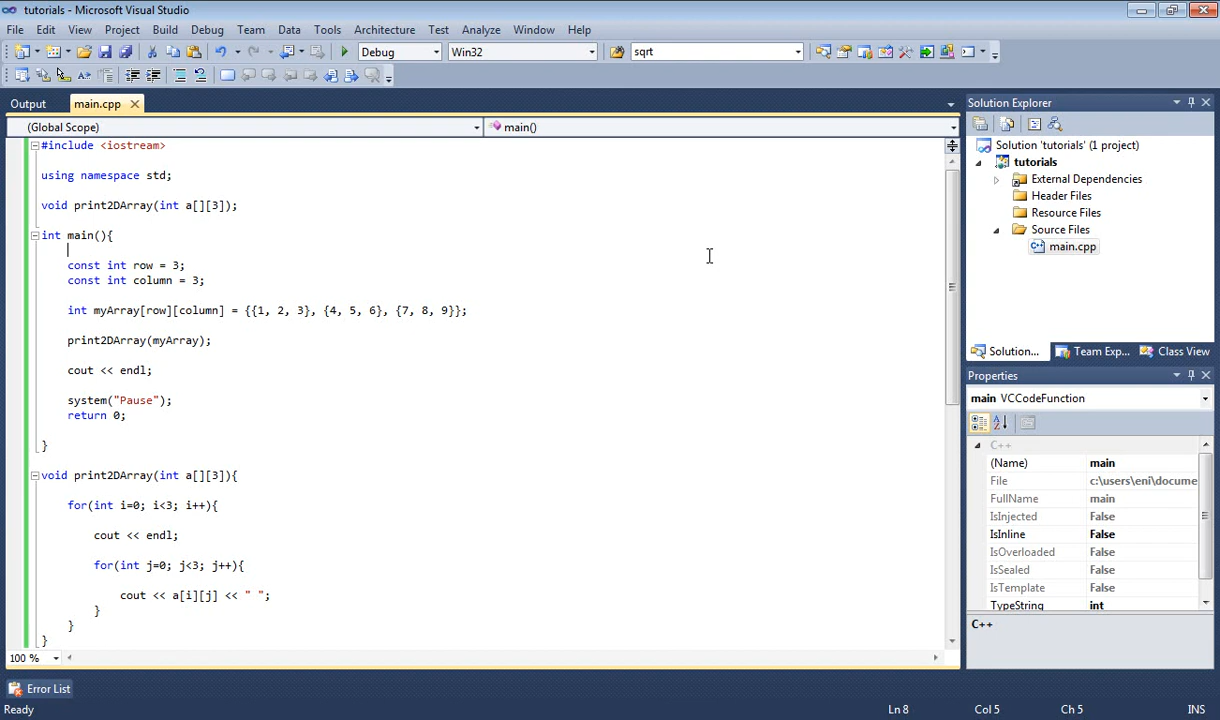 tutorials - Microsoft Visual Studio
File Edit View Project Build Debug Team Data Tools Architecture Test Analyze Window Help
Debug Win32 sqrt
Output main.cpp
(Global Scope) main()
#include <iostream>
using namespace std;
void print2DArray(int a[][3]);
int main(){
const int row = 3;
const int column = 3;
int myArray[row][column] = {{1, 2, 3}, {4, 5, 6}, {7, 8, 9}};
print2DArray(myArray);
cout << endl;
system("Pause");
return 0;
}
void print2DArray(int a[][3]){
for(int i=0; i<3; i++){
cout << endl;
for(int j=0; j<3; j++){
cout << a[i][j] << " ";
}
}
}
100 %
Solution Explorer
Solution 'tutorials' (1 project)
tutorials
External Dependencies
Header Files
Resource Files
Source Files
main.cpp
Solution... Team Exp... Class View
Properties
main VCCodeFunction
C++
(Name) main
File c:\users\eni\docume
FullName main
IsInjected False
IsInline False
IsOverloaded False
IsSealed False
IsTemplate False
TypeString int
C++
Error List
Ready Ln 8 Col 5 Ch 5 INS